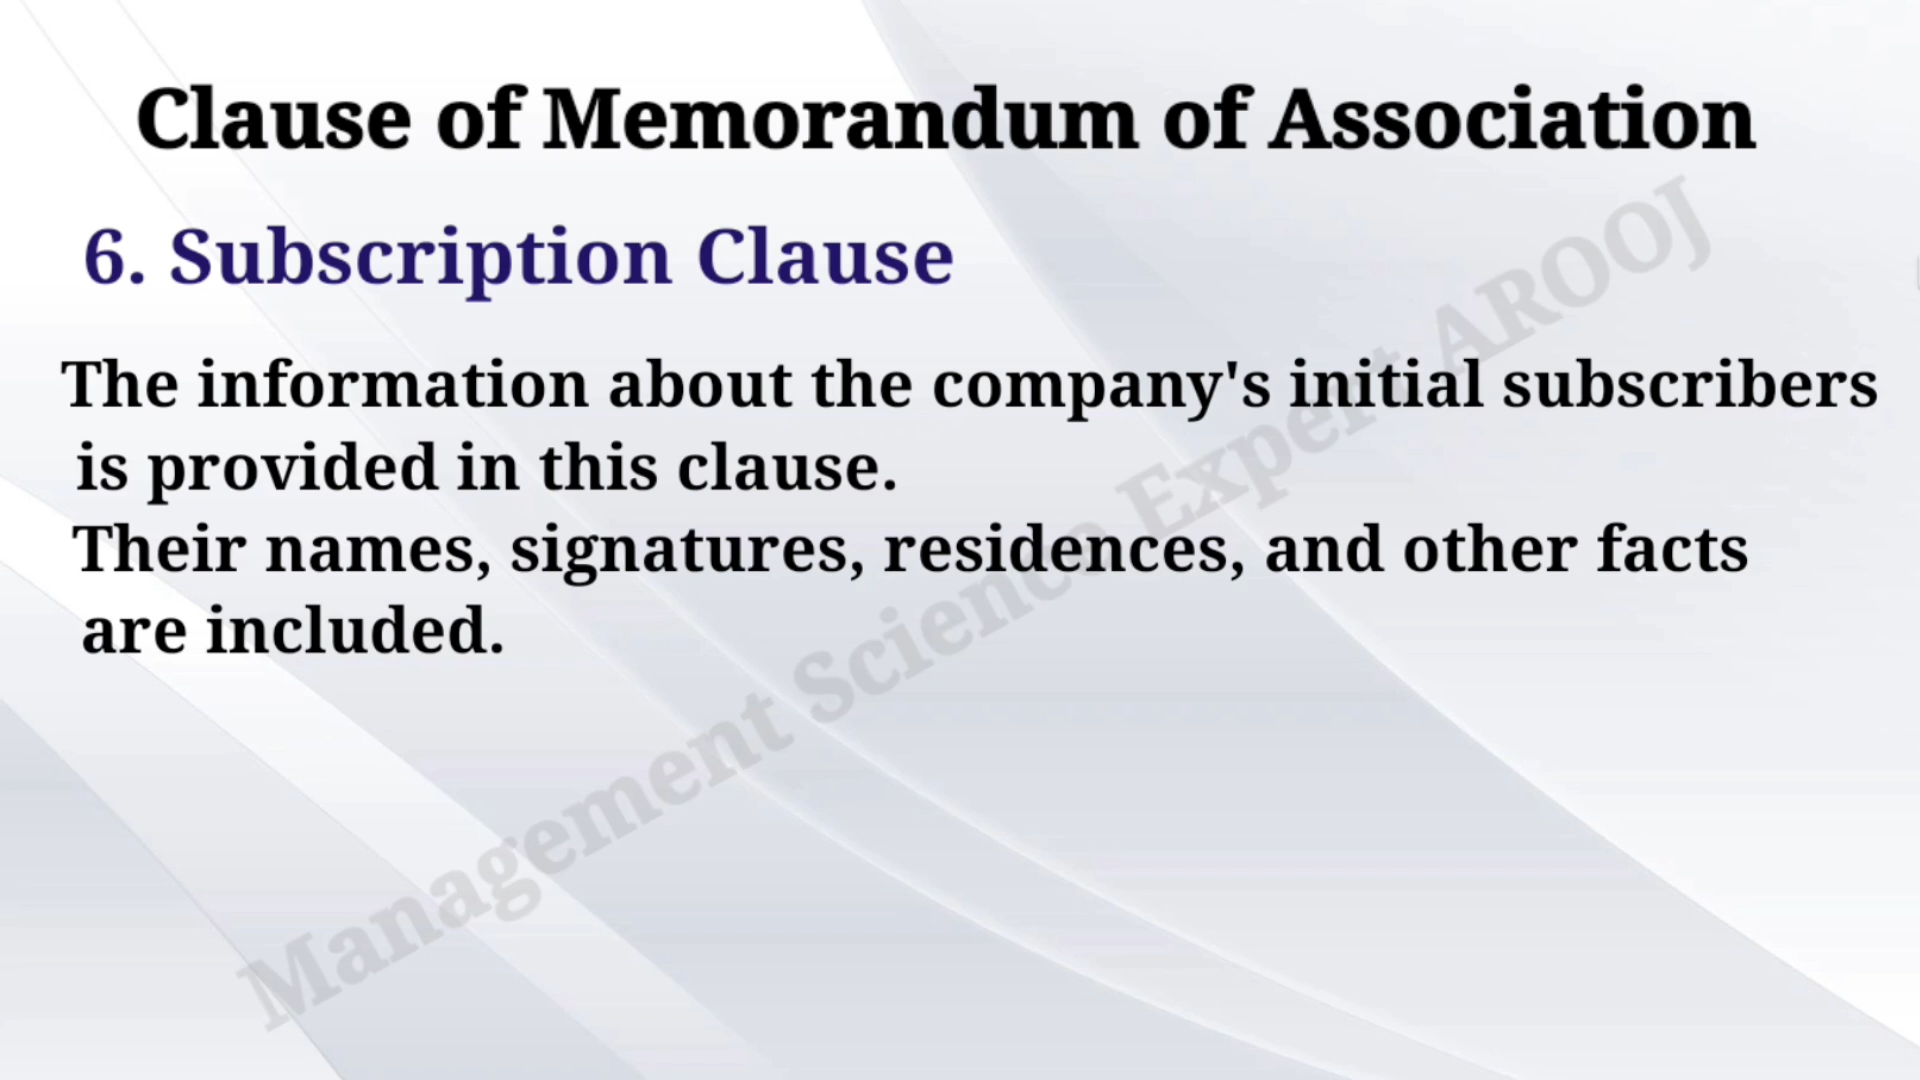 Clause of Memorandum of Association
6. Subscription Clause
The information about the company's initial subscribers
is provided in this clause.
Their names, signatures, residences, and other facts
are included.
Management Science Expert AROOJ